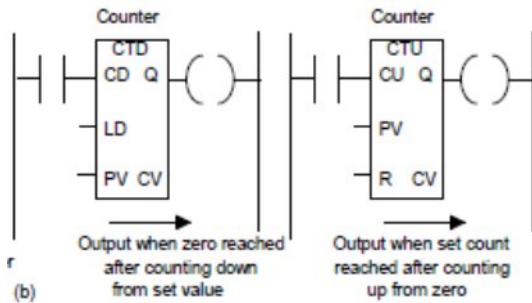 Counter
CTD
CD Q
LD
PV CV
Output when zero reached
after counting down
from set value
Counter
CTU
CU Q
PV
R CV
Output when set count
reached after counting
up from zero
r
(b)